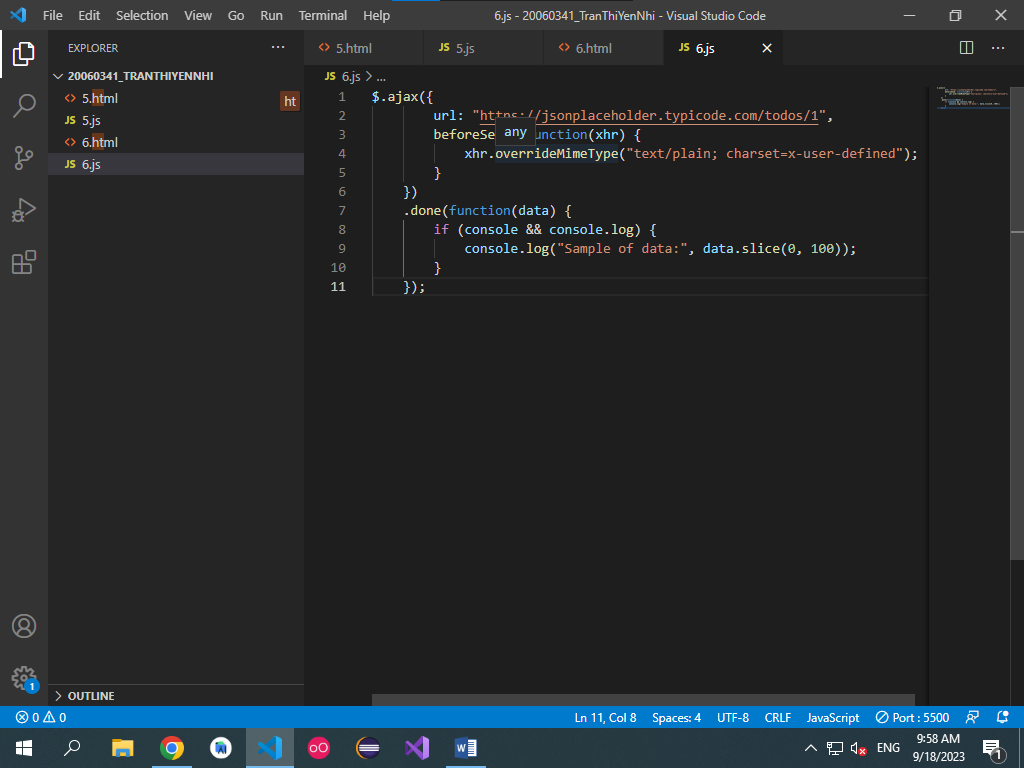 File Edit Selection View Go Run Terminal Help 6.js - 20060341_TranThiYenNhi - Visual Studio Code
EXPLORER
20060341_TRANTHIYENNHI
5.html
5.js
6.html
6.js
ht
OUTLINE
5.html JS 5.js 6.html JS 6.js
JS 6.js > ...
1 $.ajax({
2 url: "https://jsonplaceholder.typicode.com/todos/1",
any
3 beforeSe unction(xhr) {
4 xhr.overrideMimeType("text/plain; charset=x-user-defined");
5 }
6 })
7 .done(function(data) {
8 if (console && console.log) {
9 console.log("Sample of data:", data.slice(0, 100));
10 }
11 });
1
0 0 Ln 11, Col 8 Spaces: 4 UTF-8 CRLF JavaScript Port : 5500
ENG 9:58 AM
9/18/2023 1